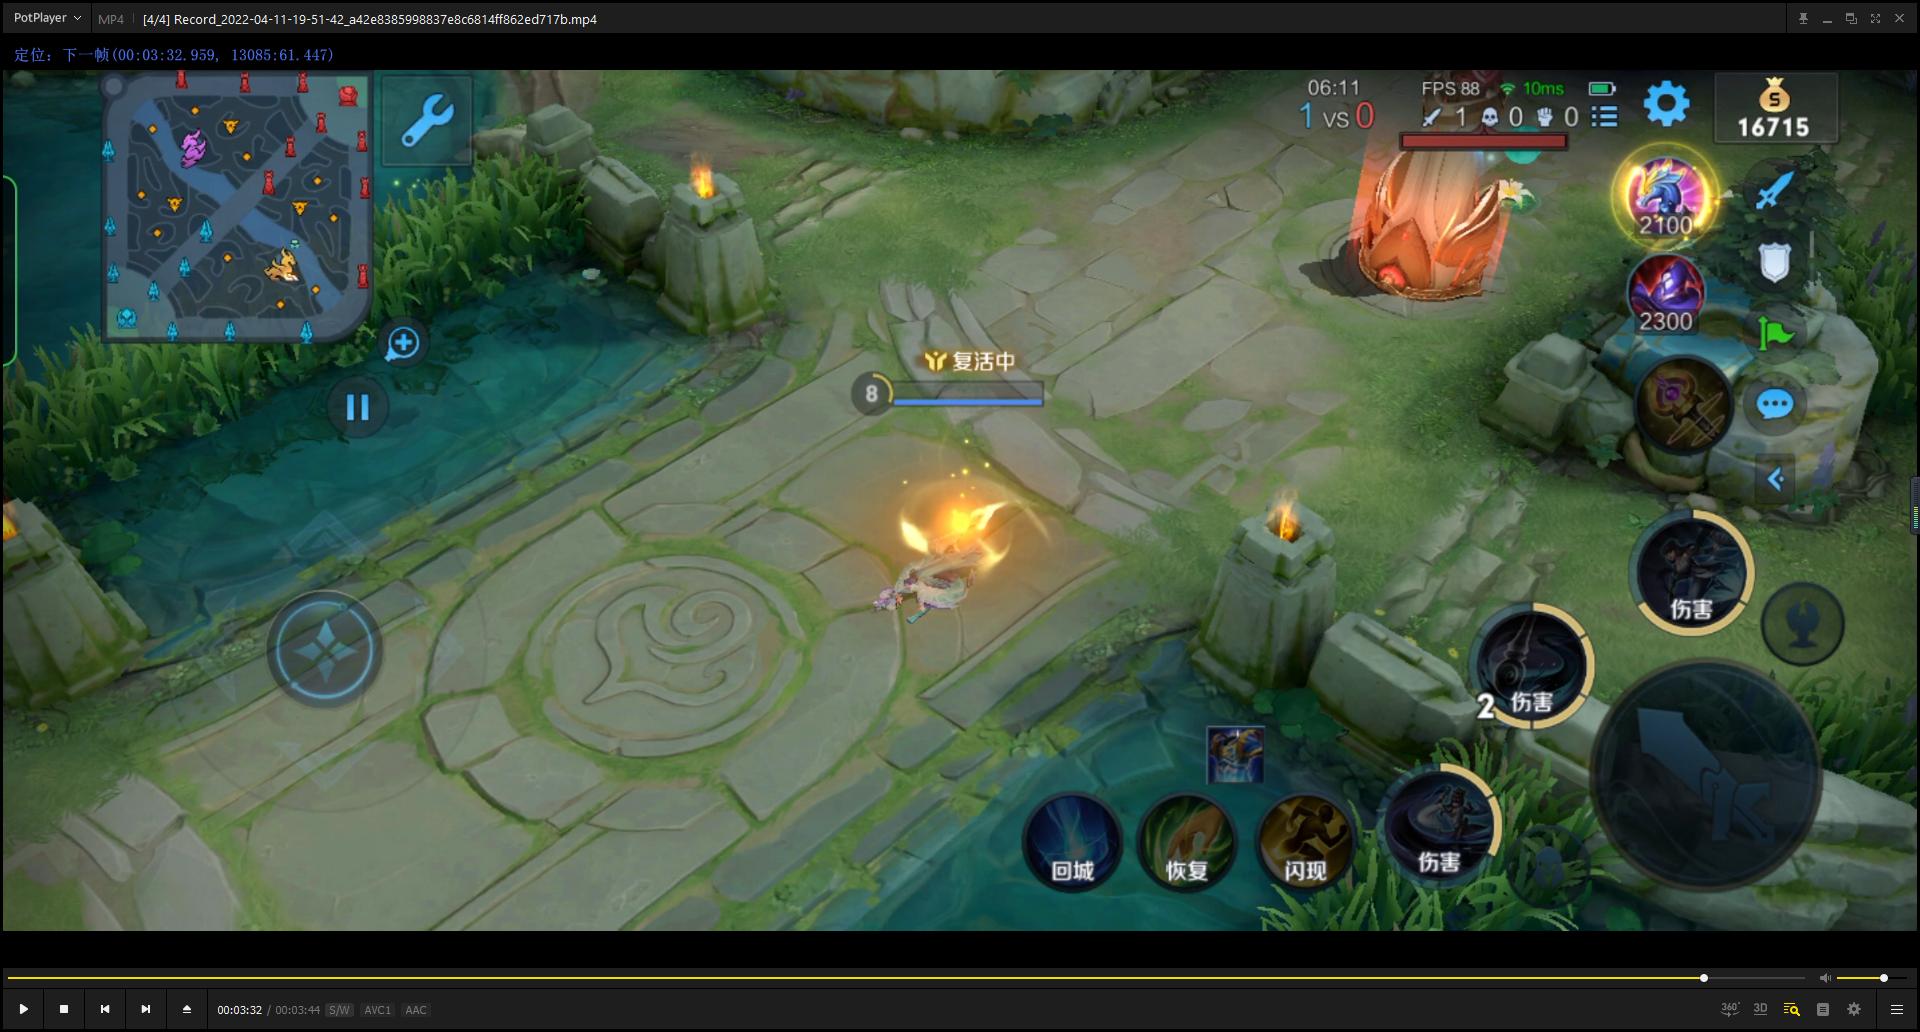 PotPlayer
MP4
[4/4] Record_2022-04-11-19-51-42_a42e8385998837e8c6814ff862ed717b.mp4
定位: 下一帧(00:03:32.959, 13085:61.447)
06:11
FPS 88
10ms
1 VS 0
1
0
0
S
16715
2100
2300
复活中
8
伤害
2
伤害
伤害
回城
恢复
闪现
00:03:32 / 00:03:44
S/W
AVC1
AAC
360°
3D